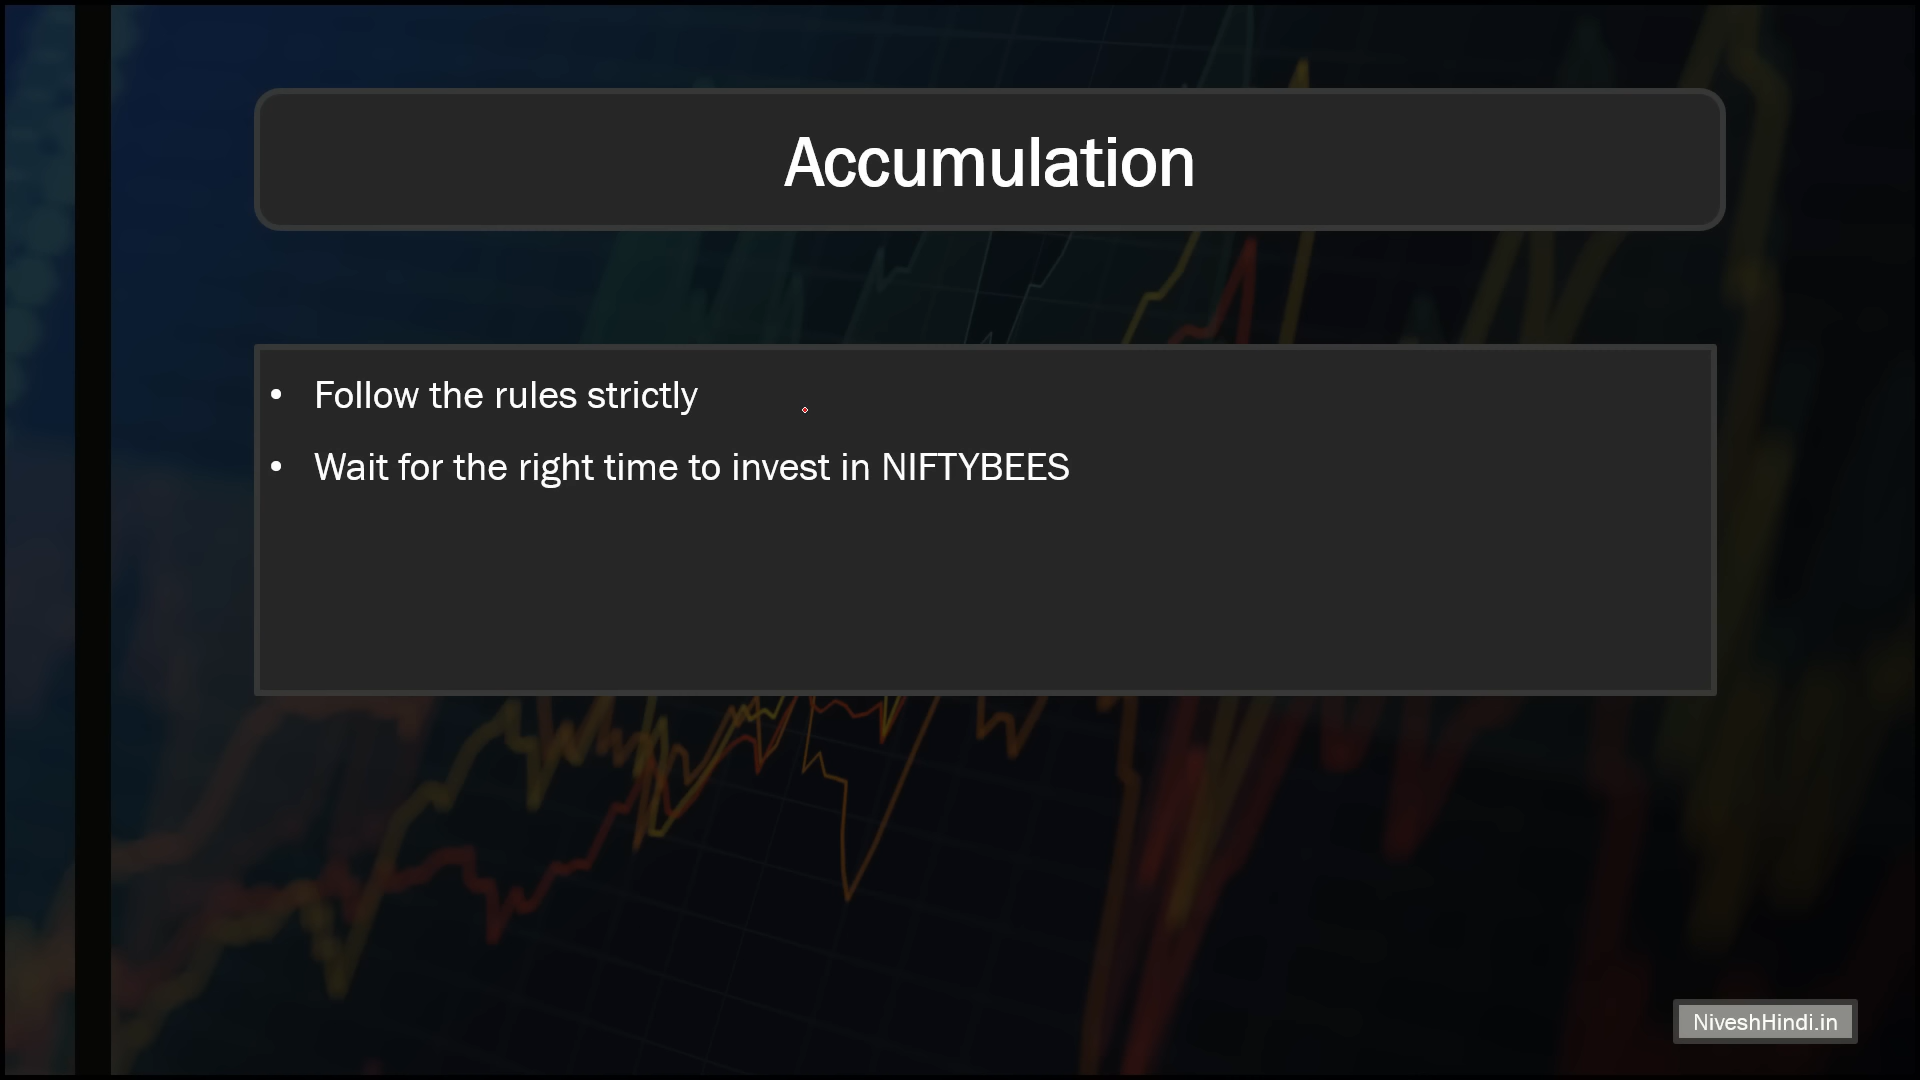 Accumulation
• Follow the rules strictly
• Wait for the right time to invest in NIFTYBEES
NiveshHindi.in